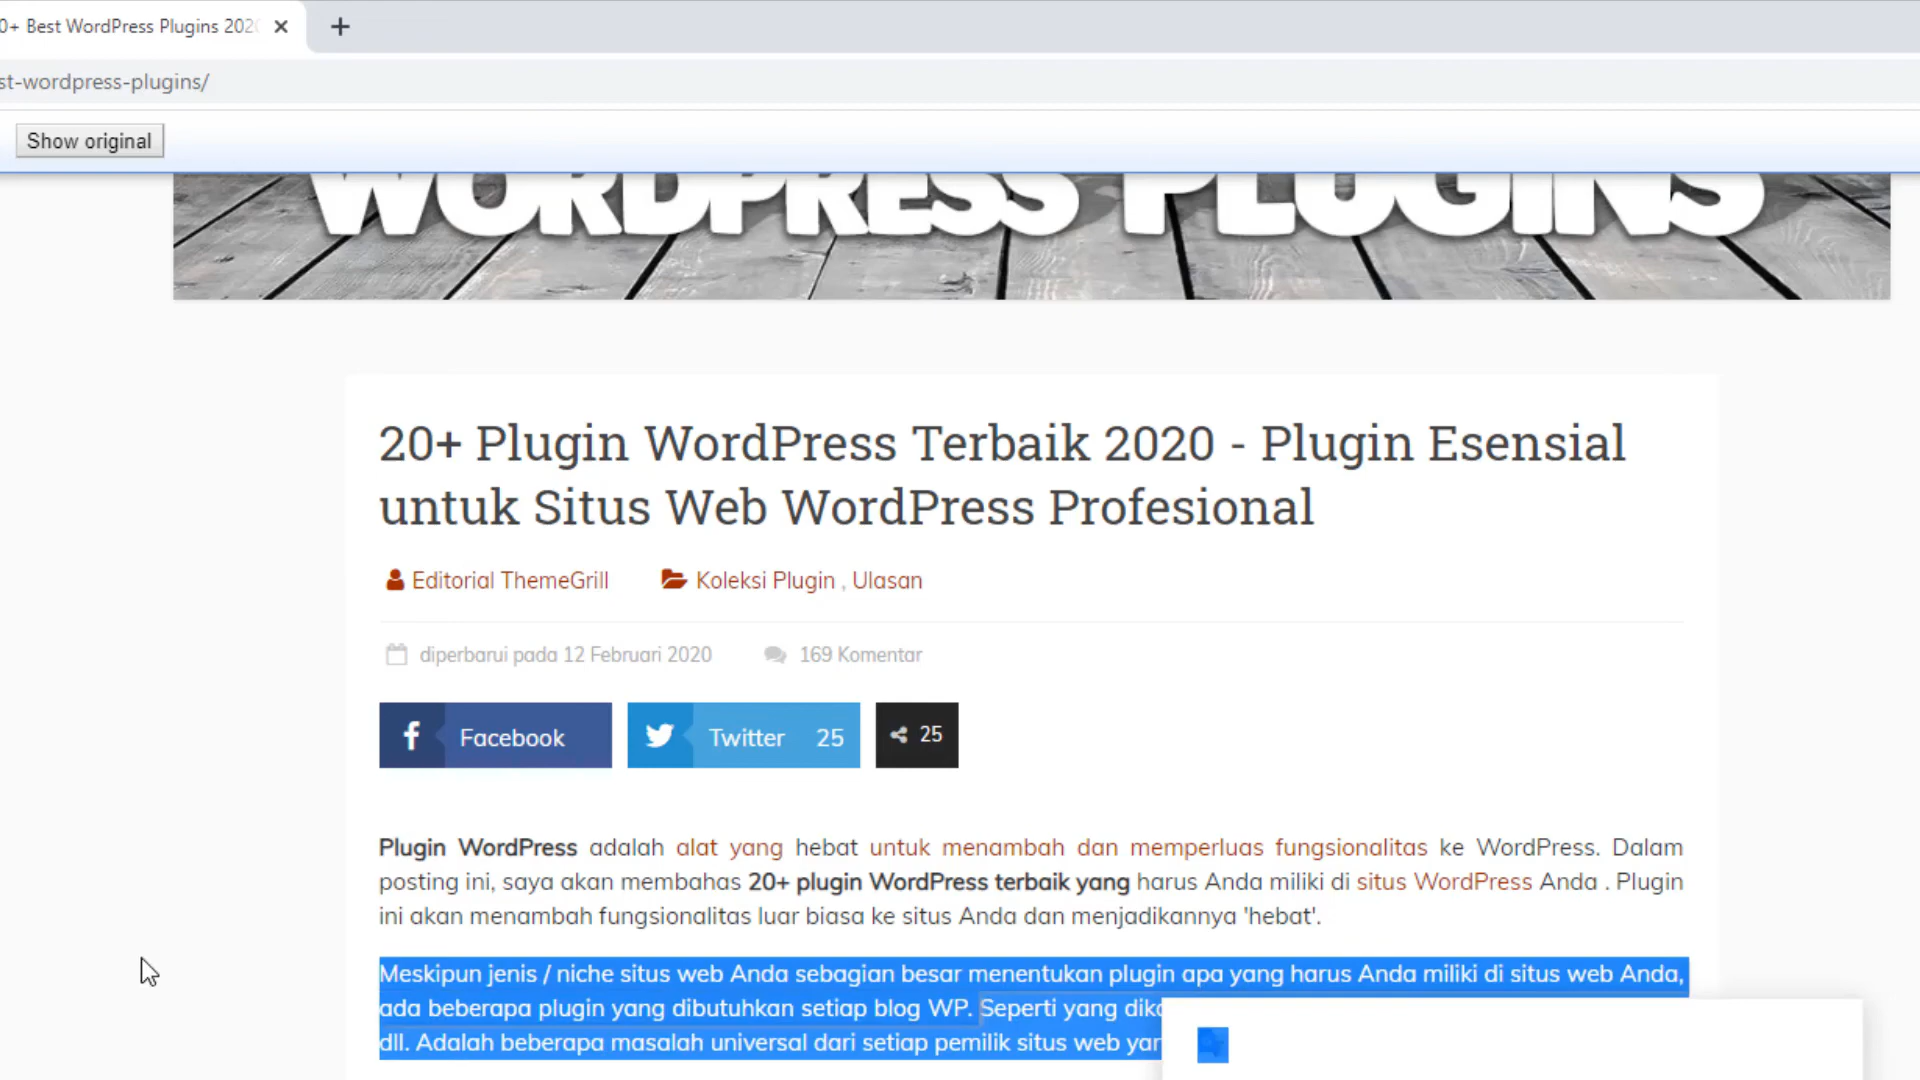 0+ Best WordPress Plugins 202
st-wordpress-plugins/
Show original
WORDPRESS PLUGINS
20+ Plugin WordPress Terbaik 2020 - Plugin Esensial
untuk Situs Web WordPress Profesional
Editorial ThemeGrill Koleksi Plugin , Ulasan
diperbarui pada 12 Februari 2020 169 Komentar
Facebook Twitter 25 25
Plugin WordPress adalah alat yang hebat untuk menambah dan memperluas fungsionalitas ke WordPress. Dalam
posting ini, saya akan membahas 20+ plugin WordPress terbaik yang harus Anda miliki di situs WordPress Anda . Plugin
ini akan menambah fungsionalitas luar biasa ke situs Anda dan menjadikannya 'hebat'.
Meskipun jenis / niche situs web Anda sebagian besar menentukan plugin apa yang harus Anda miliki di situs web Anda,
ada beberapa plugin yang dibutuhkan setiap blog WP. Seperti yang
dll. Adalah beberapa masalah universal dari setiap pemilik situs web